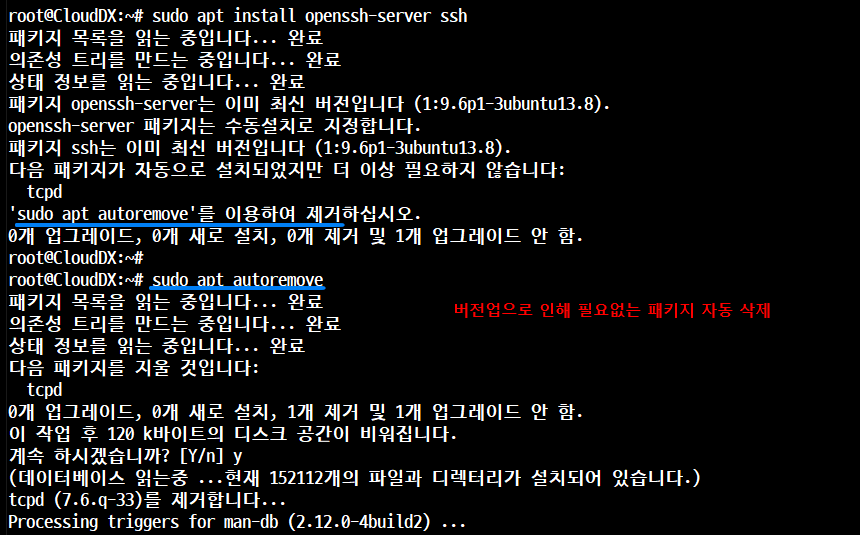 root@CloudDX:~# sudo apt install openssh-server ssh
패키지 목록을 읽는 중입니다... 완료
의존성 트리를 만드는 중입니다... 완료
상태 정보를 읽는 중입니다... 완료
패키지 openssh-server는 이미 최신 버전입니다 (1:9.6p1-3ubuntu13.8).
openssh-server 패키지는 수동설치로 지정합니다.
패키지 ssh는 이미 최신 버전입니다 (1:9.6p1-3ubuntu13.8).
다음 패키지가 자동으로 설치되었지만 더 이상 필요하지 않습니다:
  tcpd
'sudo apt autoremove'를 이용하여 제거하십시오.
0개 업그레이드, 0개 새로 설치, 0개 제거 및 1개 업그레이드 안 함.
root@CloudDX:~#
root@CloudDX:~# sudo apt autoremove
패키지 목록을 읽는 중입니다... 완료
버전업으로 인해 필요없는 패키지 자동 삭제
의존성 트리를 만드는 중입니다... 완료
상태 정보를 읽는 중입니다... 완료
다음 패키지를 지울 것입니다:
  tcpd
0개 업그레이드, 0개 새로 설치, 1개 제거 및 1개 업그레이드 안 함.
이 작업 후 120 k바이트의 디스크 공간이 비워집니다.
계속 하시겠습니까? [Y/n] y
(데이터베이스 읽는중 ...현재 152112개의 파일과 디렉터리가 설치되어 있습니다.)
tcpd (7.6.q-33)를 제거합니다...
Processing triggers for man-db (2.12.0-4build2) ...